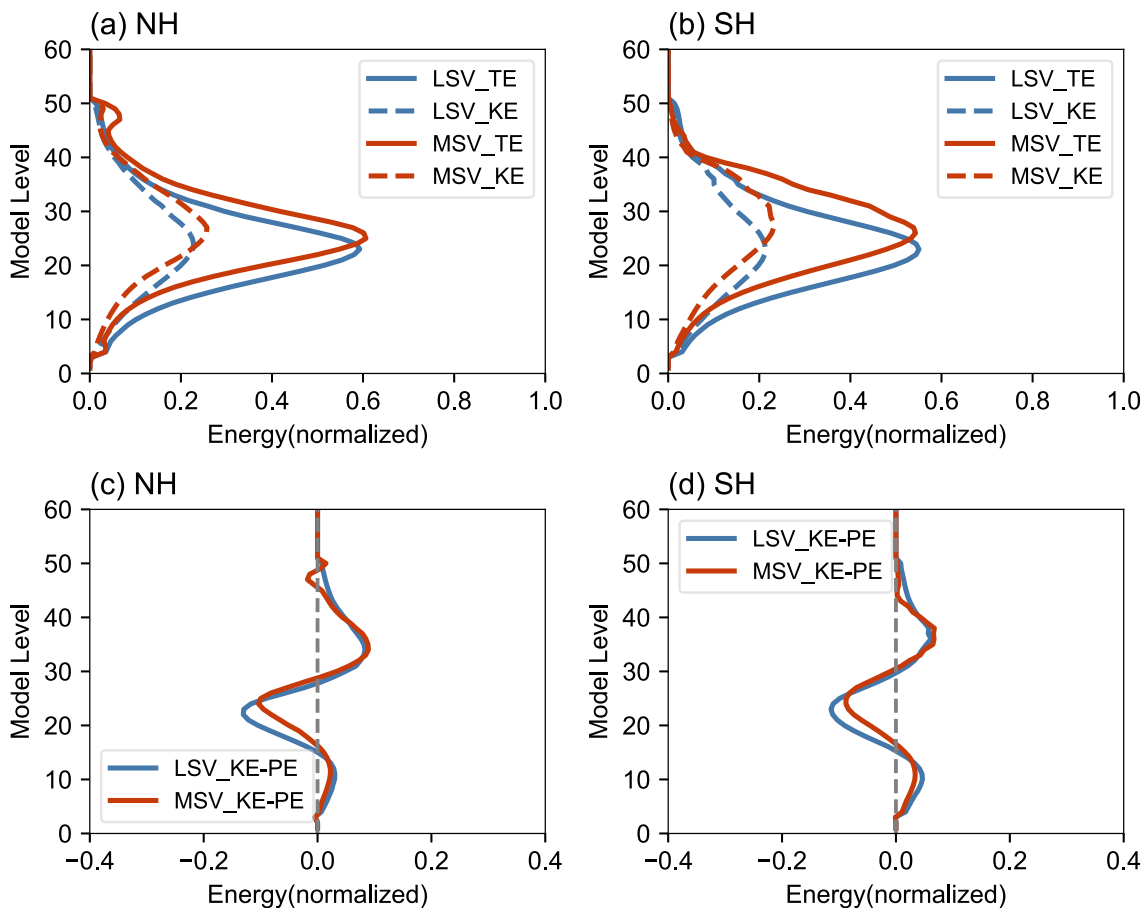 (a) NH
60
50
40
30
20
10
0
Model Level
LSV_TE
LSV_KE
MSV_TE
MSV_KE
0.0 0.2 0.4 0.6 0.8 1.0
Energy(normalized)
(b) SH
60
50
40
30
20
10
0
Model Level
LSV_TE
LSV_KE
MSV_TE
MSV_KE
0.0 0.2 0.4 0.6 0.8 1.0
Energy(normalized)
(c) NH
60
50
40
30
20
10
0
Model Level
LSV_KE-PE
MSV_KE-PE
−0.4 −0.2 0.0 0.2 0.4
Energy(normalized)
(d) SH
60
50
40
30
20
10
0
Model Level
LSV_KE-PE
MSV_KE-PE
−0.4 −0.2 0.0 0.2 0.4
Energy(normalized)